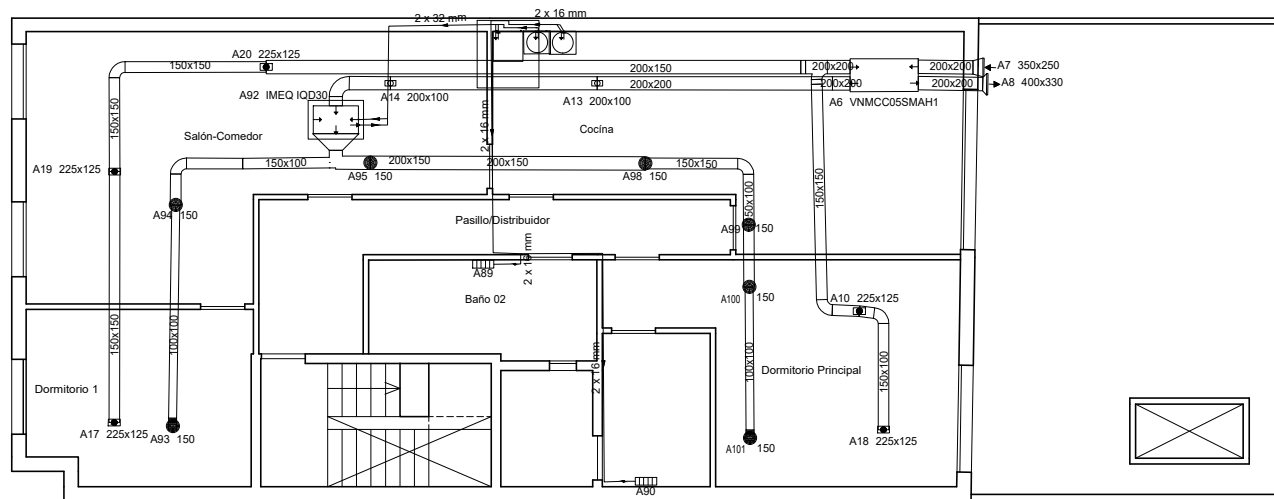 2 x 32 mm
2 x 16 mm
A20 225x125
150x150
200x150
200x200
200x200
200x200
200x200
200x200
A7 350x250
A8 400x330
A92 IMEQ IQD30
A14 200x100
A13 200x100
A6 VNMCC05SMAH1
150x150
Salón-Comedor
Cocína
2 x 16 mm
A19 225x125
150x100
A95 150
200x150
200x150
A98 150
150x150
150x150
A94 150
150x100
A99 150
Pasillo/Distribuidor
A89
2 x 16 mm
Baño 02
A100 150
A10 225x125
150x150
100x100
Dormitorio 1
2 x 16 mm
100x100
Dormitorio Principal
150x100
A17 225x125
A93 150
A101 150
A18 225x125
A90